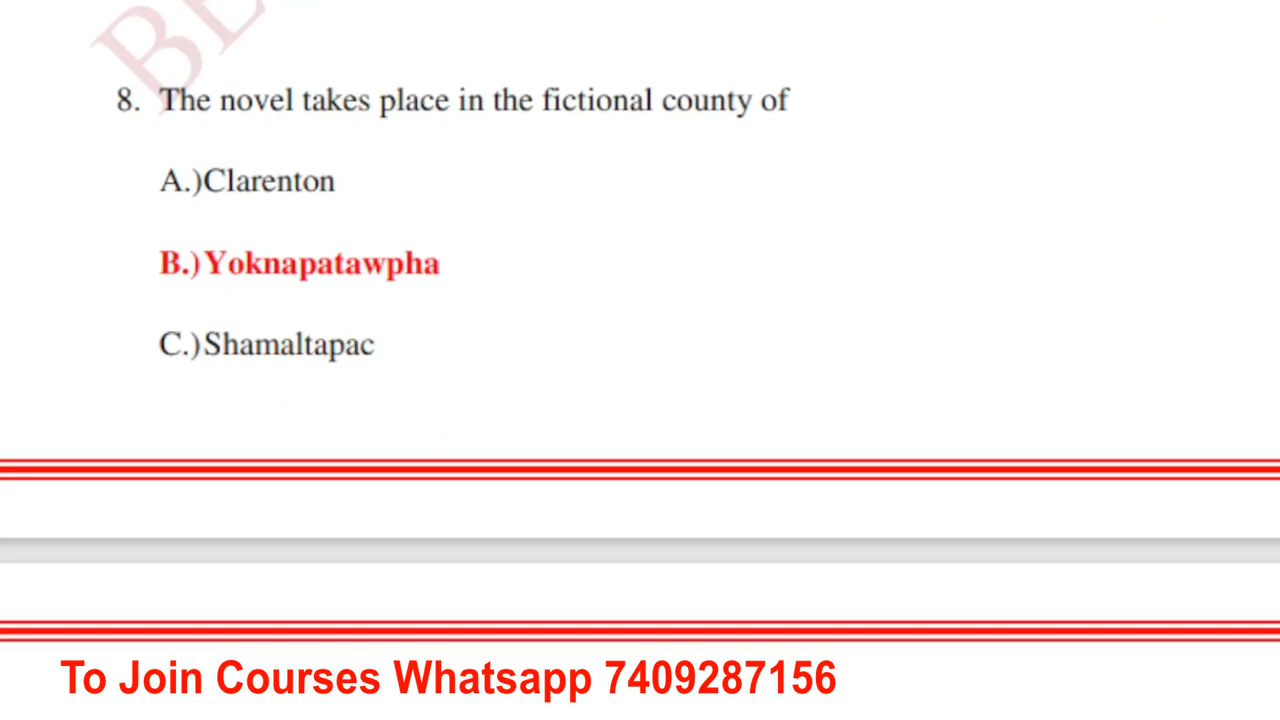 8. The novel takes place in the fictional county of
A.)Clarenton
B.)Yoknapatawpha
C.)Shamaltapac
To Join Courses Whatsapp 7409287156